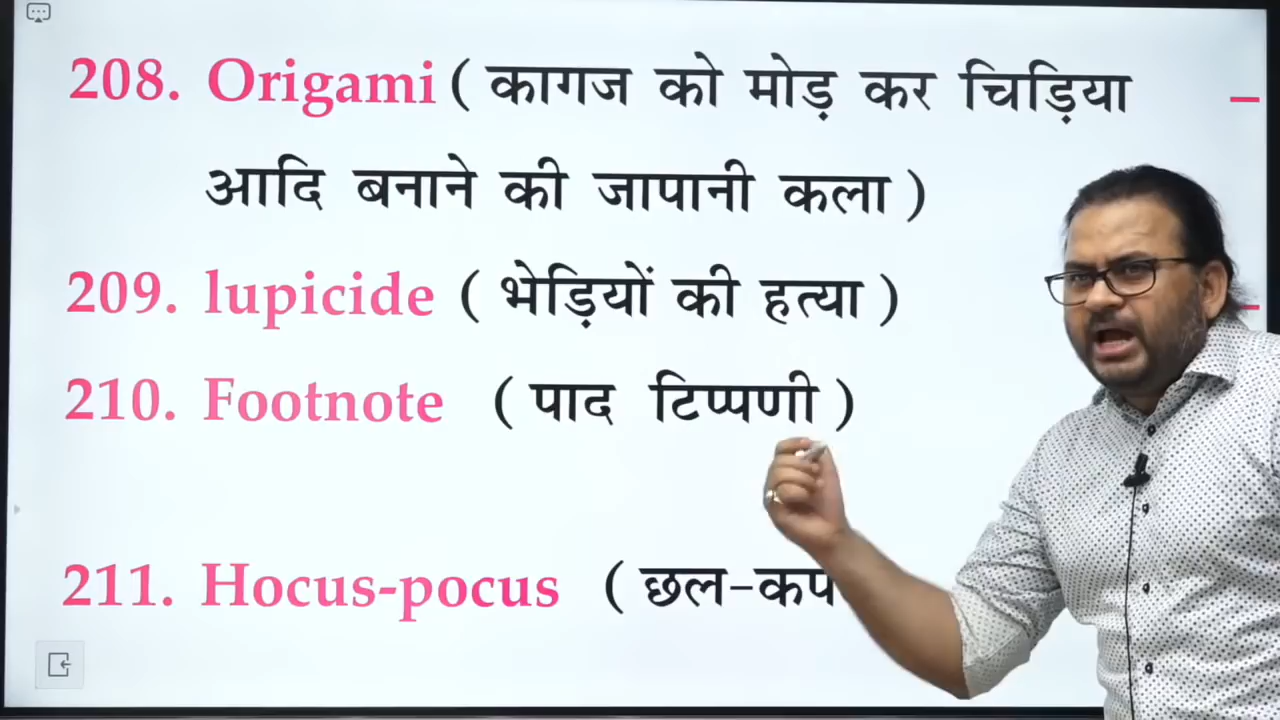 208. Origami ( कागज को मोड़ कर चिड़िया –
आदि बनाने की जापानी कला )
209. lupicide ( भेड़ियों की हत्या ) –
210. Footnote ( पाद टिप्पणी )
211. Hocus-pocus ( छल-कप